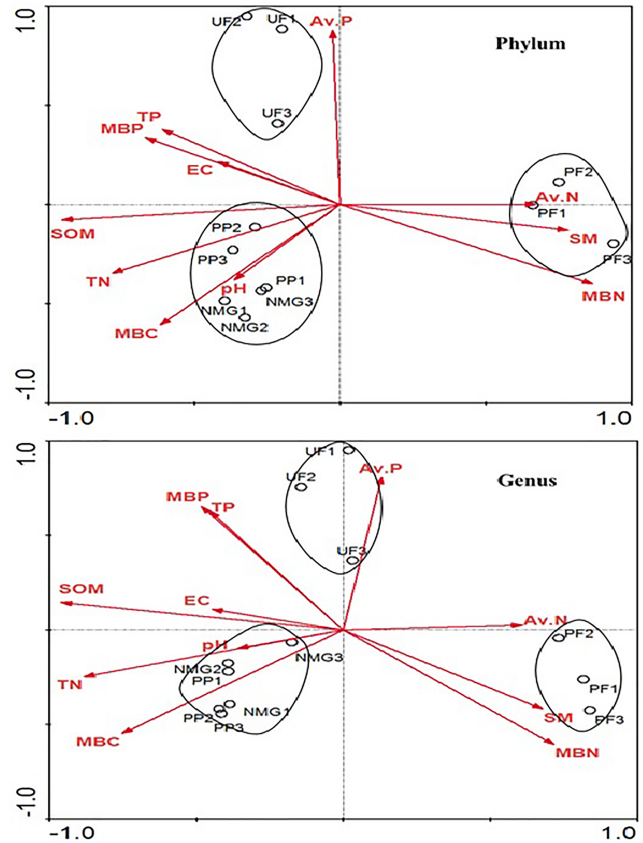 1.0
UF2 UF1 Av.P
Phylum
UF3
TP
MBP
EC
PF2
Av.N
PF1
SOM
PP2
SM
PP3
PF3
TN
pH PP1
MBN
NMG1 NMG3
MBC
NMG2
-1.0
-1.0 1.0
1.0
UF1
Av.P
UF2
Genus
MBP
TP
UF3
SOM
EC
Av.N
PF2
pH
NMG3
NMG2
TN PP1
PF1
NMG1
SM
PP2
PF3
PP3
MBC
MBN
-1.0
-1.0 1.0